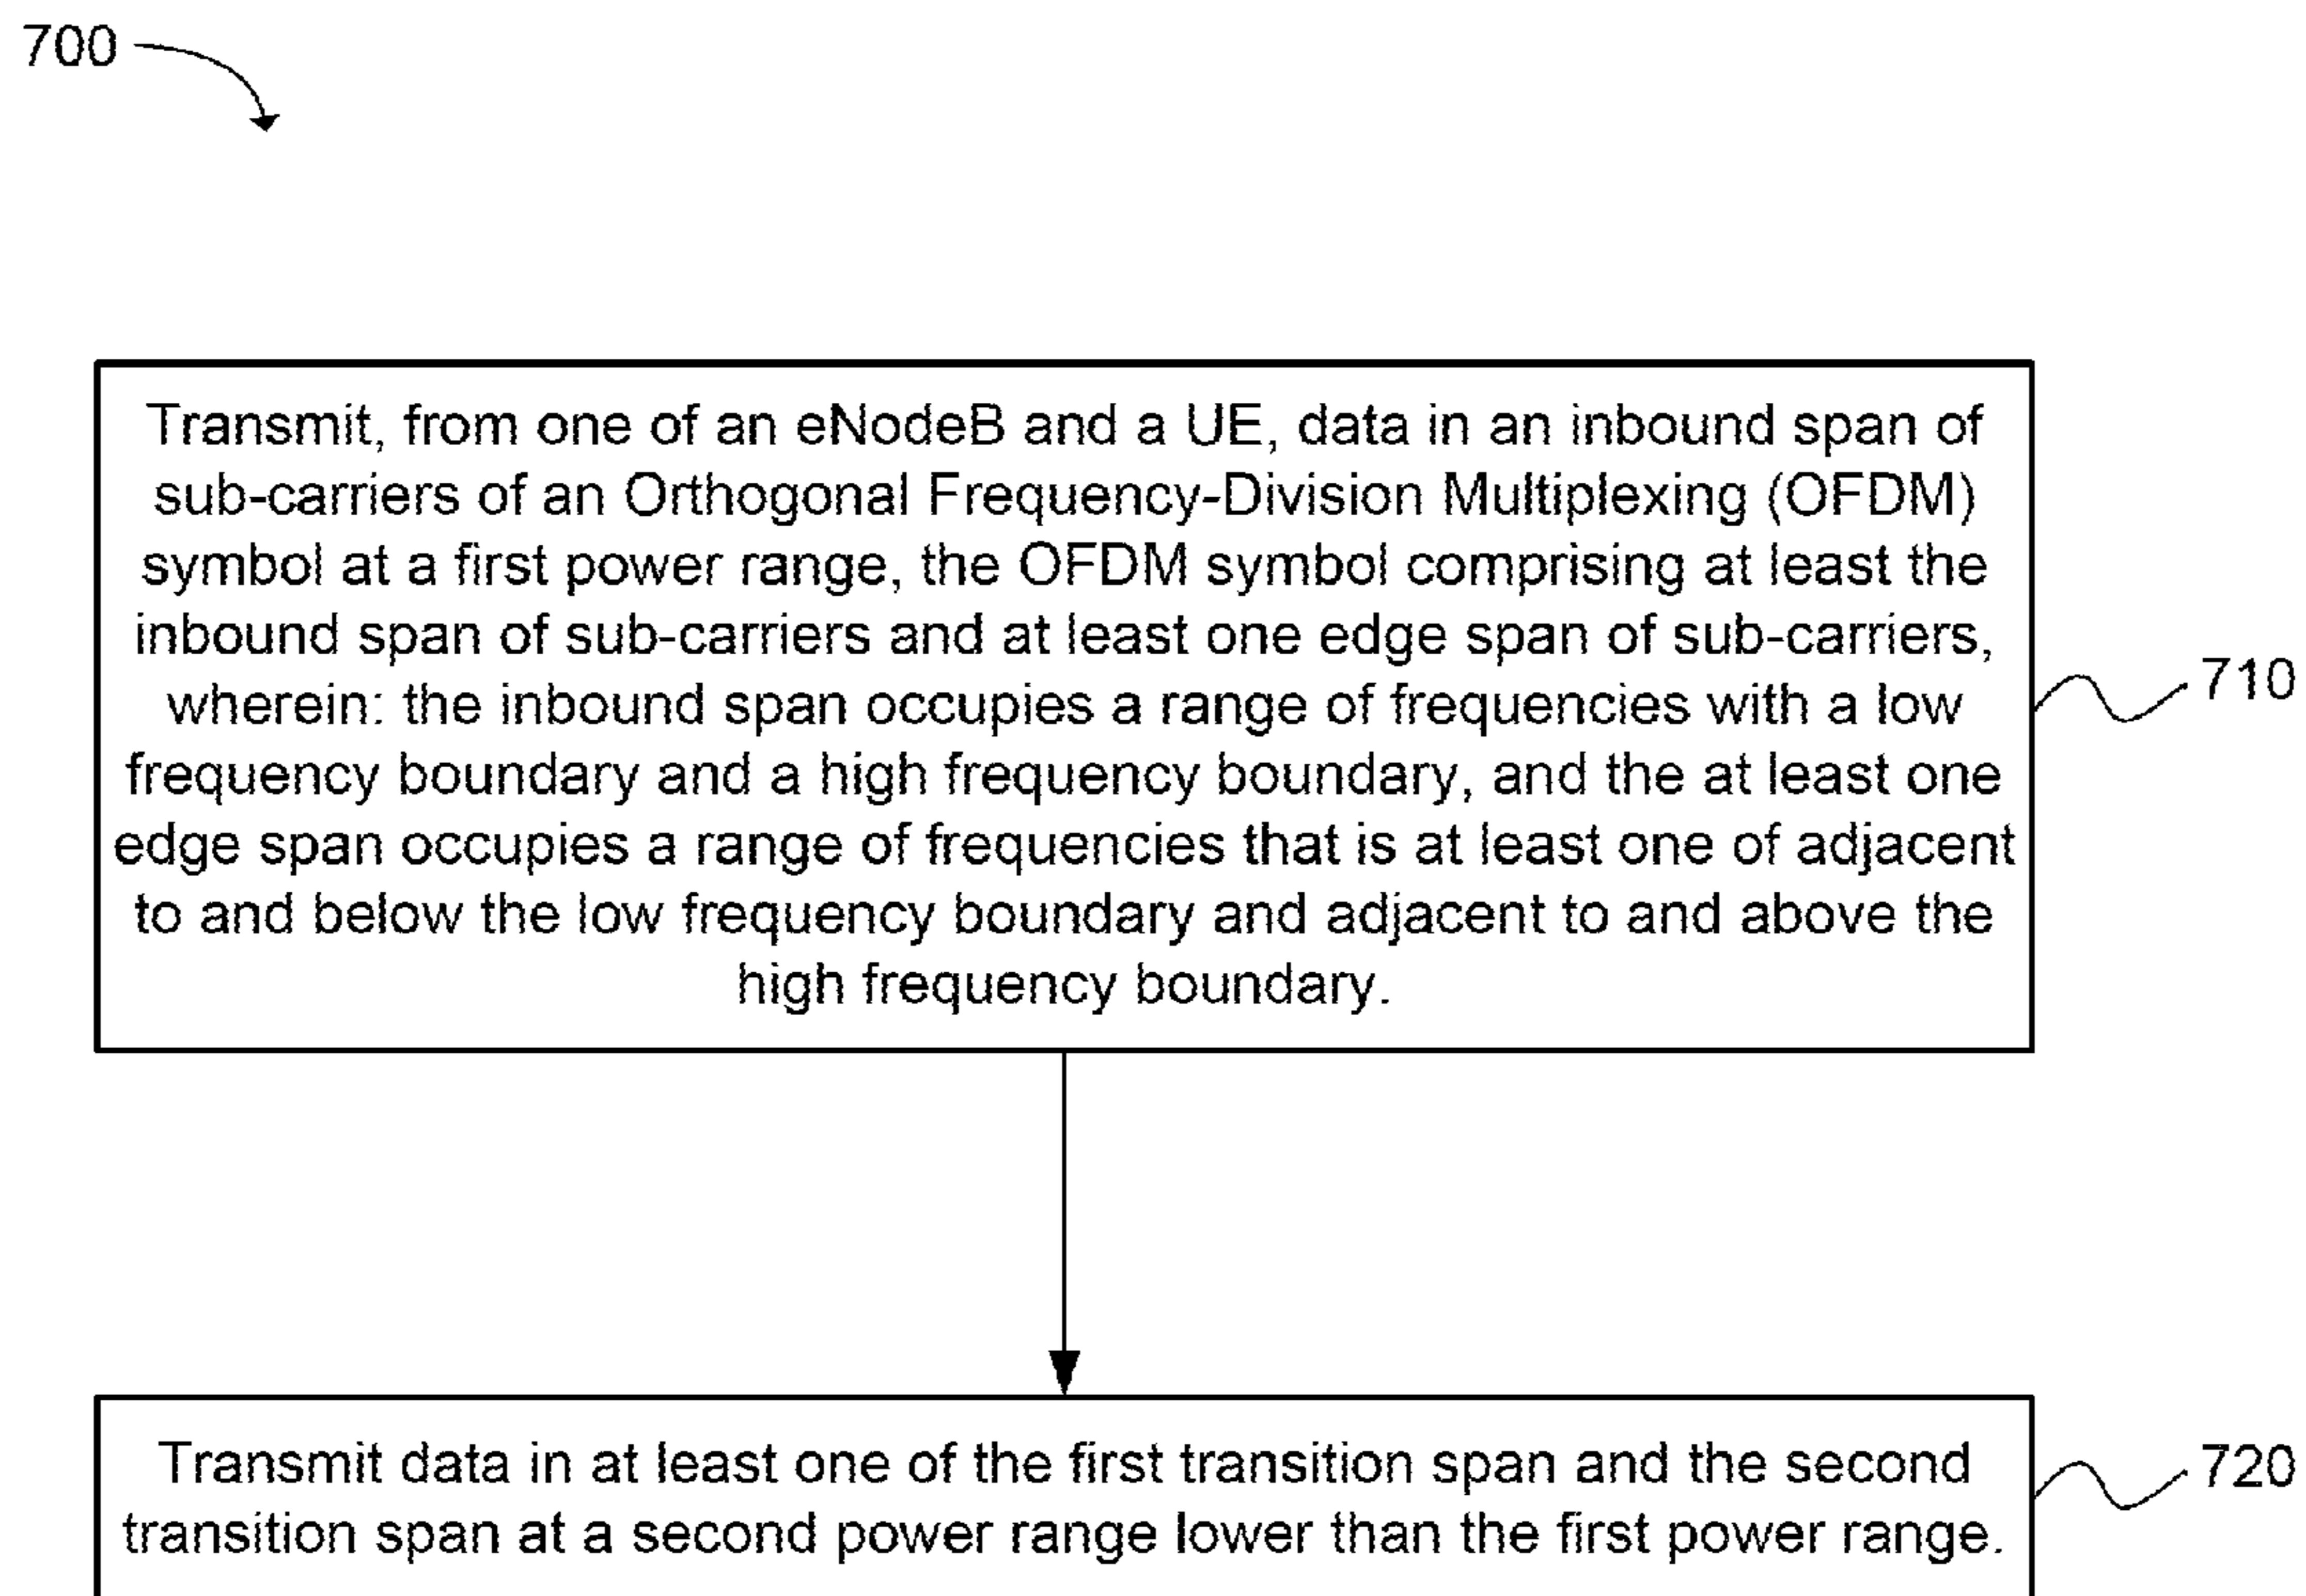 700
Transmit, from one of an eNodeB and a UE, data in an inbound span of
sub-carriers of an Orthogonal Frequency-Division Multiplexing (OFDM)
symbol at a first power range, the OFDM symbol comprising at least the
inbound span of sub-carriers and at least one edge span of sub-carriers,
wherein: the inbound span occupies a range of frequencies with a low
frequency boundary and a high frequency boundary, and the at least one
edge span occupies a range of frequencies that is at least one of adjacent
to and below the low frequency boundary and adjacent to and above the
high frequency boundary.
710
Transmit data in at least one of the first transition span and the second
transition span at a second power range lower than the first power range.
720